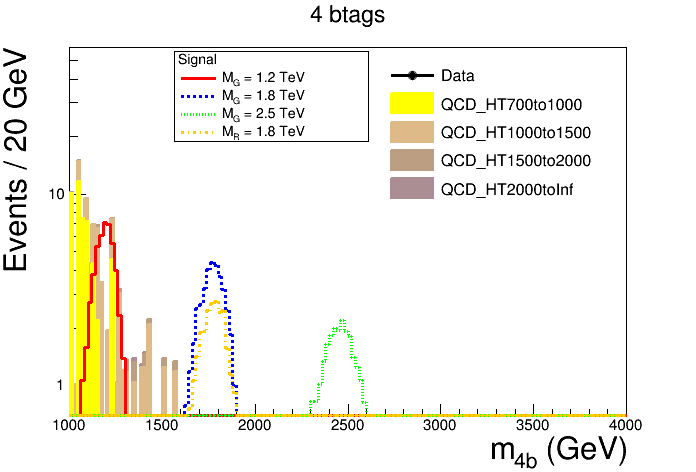 4 btags
Events / 20 GeV
Signal
M_G = 1.2 TeV
M_G = 1.8 TeV
M_G = 2.5 TeV
M_R = 1.8 TeV
Data
QCD_HT700to1000
QCD_HT1000to1500
QCD_HT1500to2000
QCD_HT2000toInf
10
1
1000 1500 2000 2500 3000 3500 4000
m_4b (GeV)